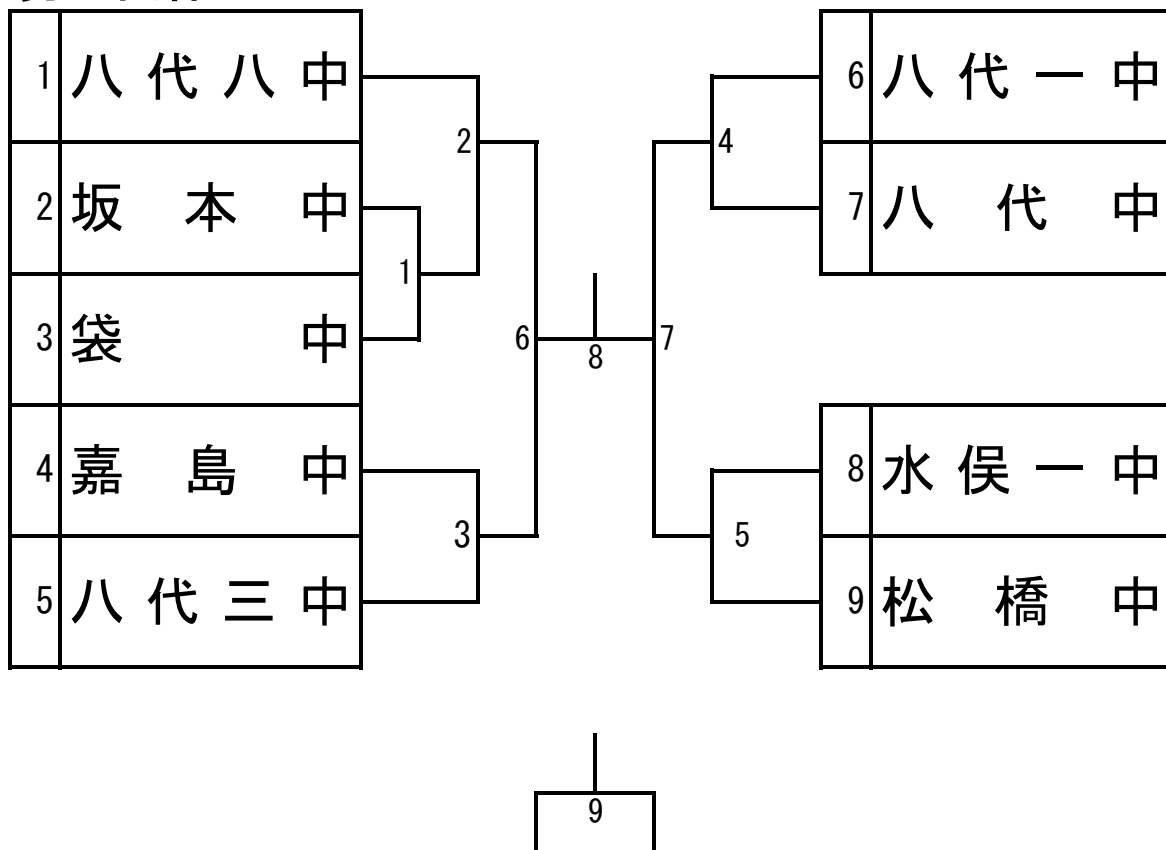 1 八代八中
2 坂本中
3 袋中
4 嘉島中
5 八代三中
2
1
3
6
8
7
4
5
6 八代一中
7 八代中
8 水俣一中
9 松橋中
9